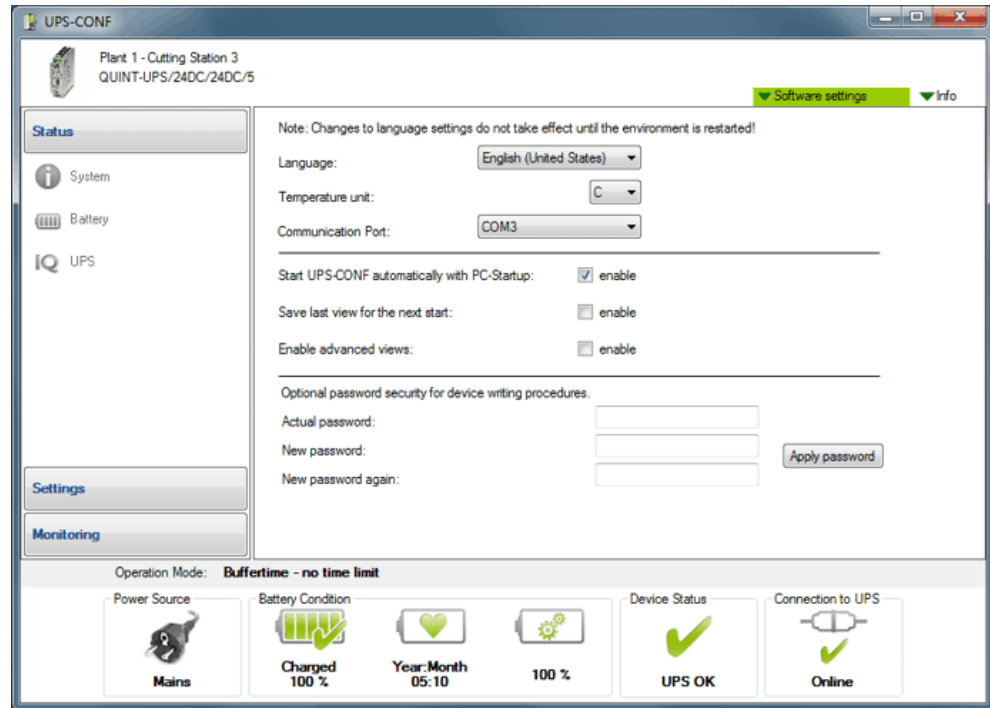 UPS-CONF
Plant 1 - Cutting Station 3
QUINT-UPS/24DC/24DC/5
Software settings
Info
Status
System
Battery
IQ UPS
Settings
Monitoring
Note: Changes to language settings do not take effect until the environment is restarted!
Language: English (United States)
Temperature unit: C
Communication Port: COM3
Start UPS-CONF automatically with PC-Startup: enable
Save last view for the next start: enable
Enable advanced views: enable
Optional password security for device writing procedures.
Actual password:
New password:
Apply password
New password again:
Operation Mode: Buffertime - no time limit
Power Source
Mains
Battery Condition
Charged
100 %
Year:Month
05:10
100 %
Device Status
UPS OK
Connection to UPS
Online